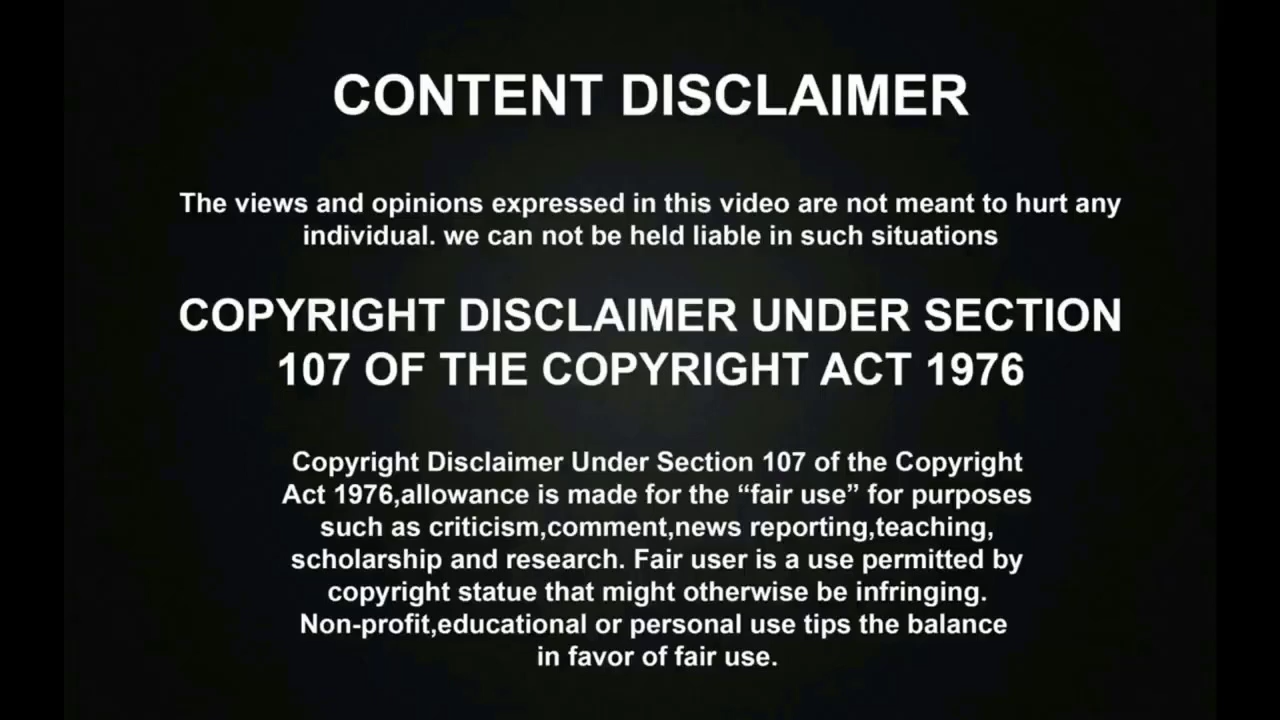 CONTENT DISCLAIMER
The views and opinions expressed in this video are not meant to hurt any
individual. we can not be held liable in such situations
COPYRIGHT DISCLAIMER UNDER SECTION
107 OF THE COPYRIGHT ACT 1976
Copyright Disclaimer Under Section 107 of the Copyright
Act 1976,allowance is made for the “fair use” for purposes
such as criticism,comment,news reporting,teaching,
scholarship and research. Fair user is a use permitted by
copyright statue that might otherwise be infringing.
Non-profit,educational or personal use tips the balance
in favor of fair use.